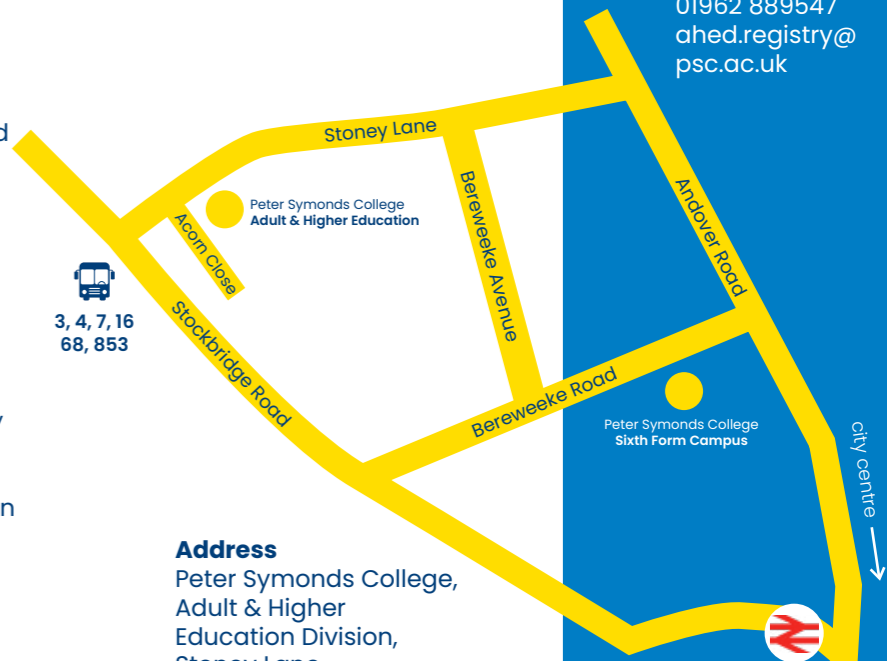 01962 889547
ahed.registry@
psc.ac.uk
d
Stoney Lane
Peter Symonds College
Adult & Higher Education
Acorn Close
Bereweeke Avenue
Andover Road
3, 4, 7, 16
68, 853
Stockbridge Road
Bereweeke Road
Peter Symonds College
Sixth Form Campus
city centre
n
Address
Peter Symonds College,
Adult & Higher
Education Division,
Stoney Lane